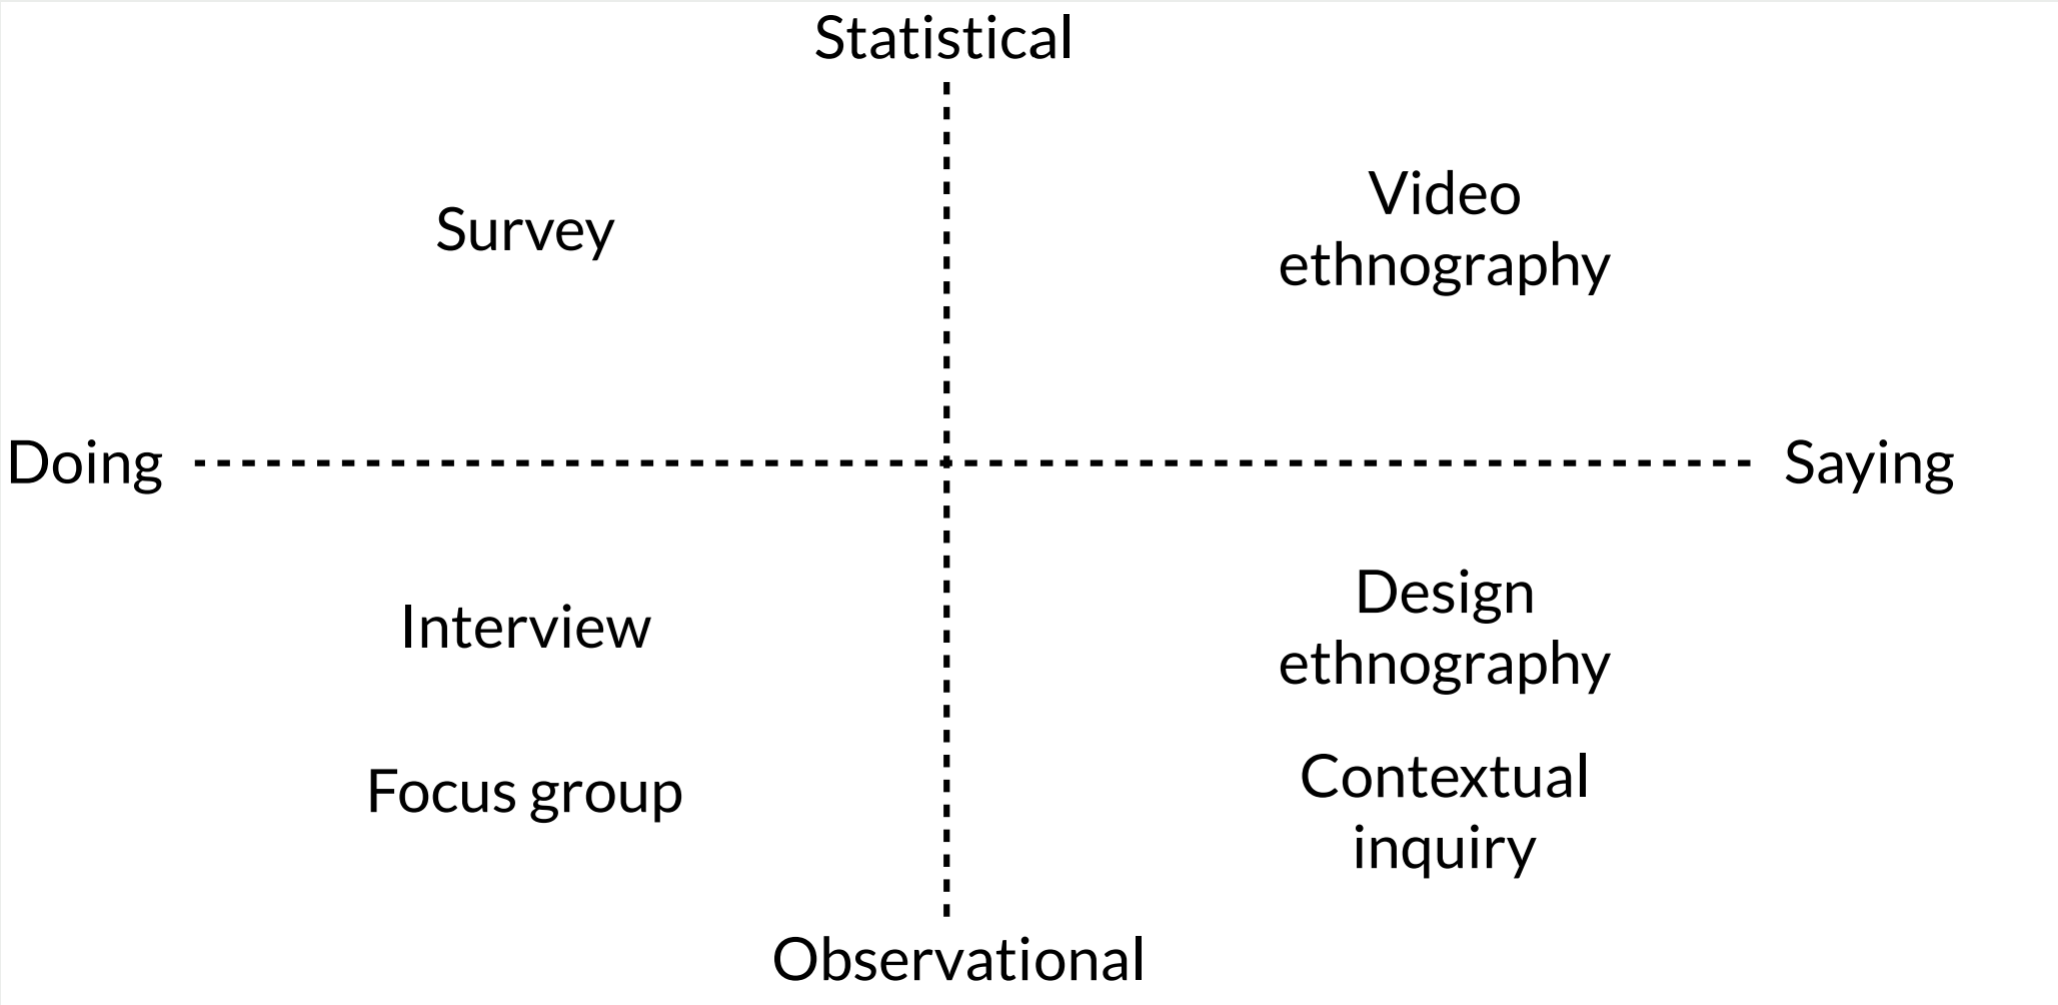 Statistical
Survey
Video
ethnography
Doing
Saying
Interview
Design
ethnography
Focus group
Contextual
inquiry
Observational